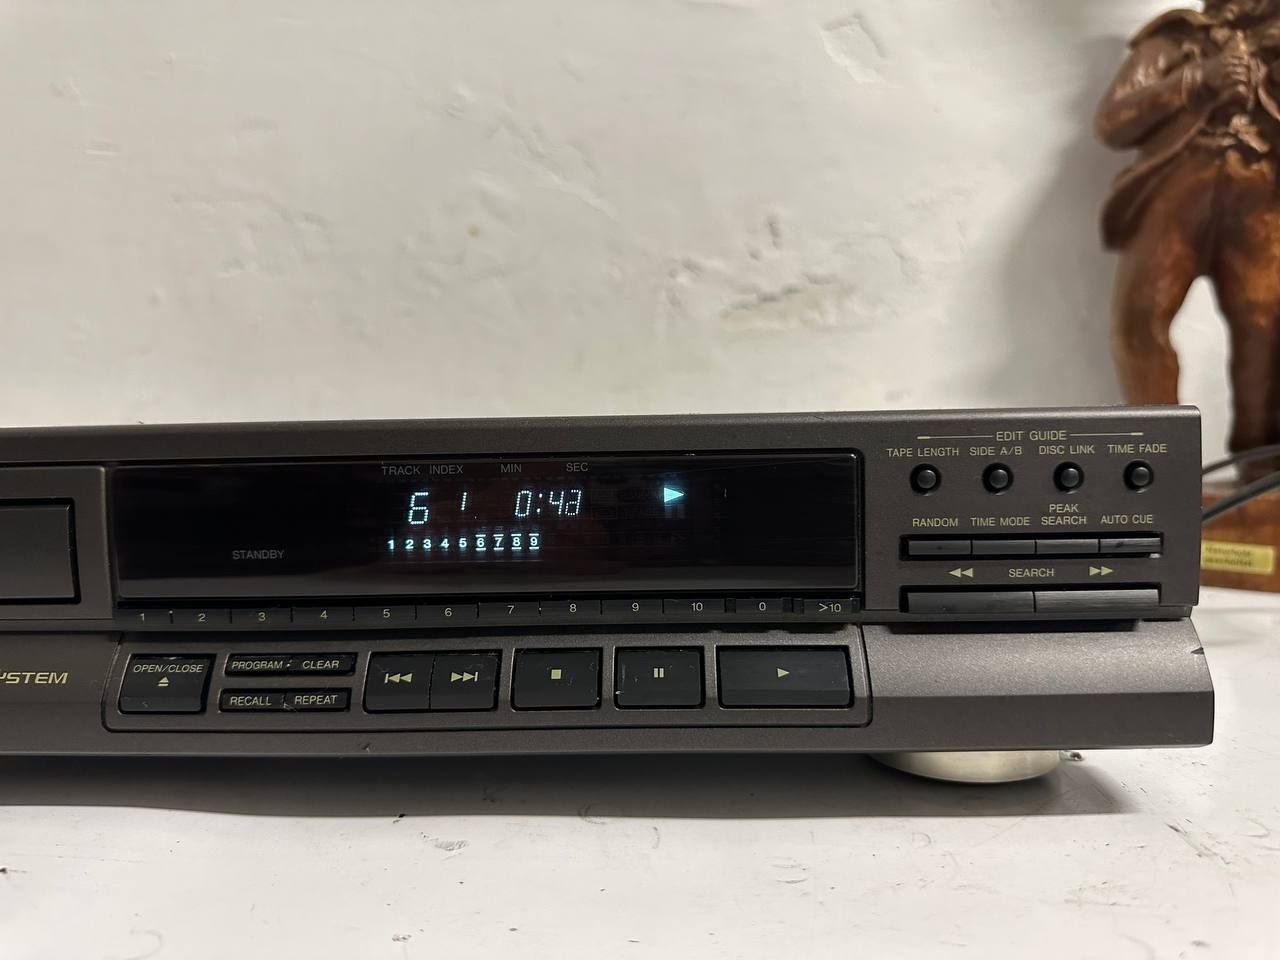 EDIT GUIDE
TAPE LENGTH SIDE A/B DISC LINK TIME FADE
TRACK INDEX MIN SEC
6 1
1 2 3 4 5 6 7 8 9
STANDBY
RANDOM TIME MODE PEAK SEARCH AUTO CUE
SEARCH
1 2 3 4 5 6 7 8 9 10 0 >10
YSTEM
OPEN/CLOSE
PROGRAM CLEAR
RECALL REPEAT